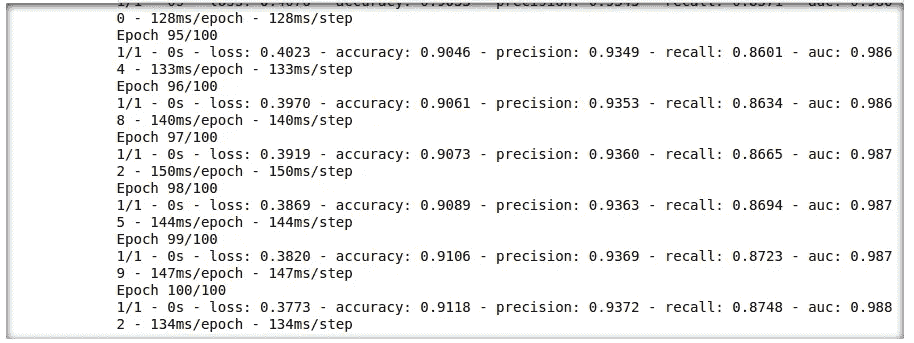 0 - 128ms/epoch - 128ms/step
Epoch 95/100
1/1 - 0s - loss: 0.4023 - accuracy: 0.9046 - precision: 0.9349 - recall: 0.8601 - auc: 0.986
4 - 133ms/epoch - 133ms/step
Epoch 96/100
1/1 - 0s - loss: 0.3970 - accuracy: 0.9061 - precision: 0.9353 - recall: 0.8634 - auc: 0.986
8 - 140ms/epoch - 140ms/step
Epoch 97/100
1/1 - 0s - loss: 0.3919 - accuracy: 0.9073 - precision: 0.9360 - recall: 0.8665 - auc: 0.987
2 - 150ms/epoch - 150ms/step
Epoch 98/100
1/1 - 0s - loss: 0.3869 - accuracy: 0.9089 - precision: 0.9363 - recall: 0.8694 - auc: 0.987
5 - 144ms/epoch - 144ms/step
Epoch 99/100
1/1 - 0s - loss: 0.3820 - accuracy: 0.9106 - precision: 0.9369 - recall: 0.8723 - auc: 0.987
9 - 147ms/epoch - 147ms/step
Epoch 100/100
1/1 - 0s - loss: 0.3773 - accuracy: 0.9118 - precision: 0.9372 - recall: 0.8748 - auc: 0.988
2 - 134ms/epoch - 134ms/step